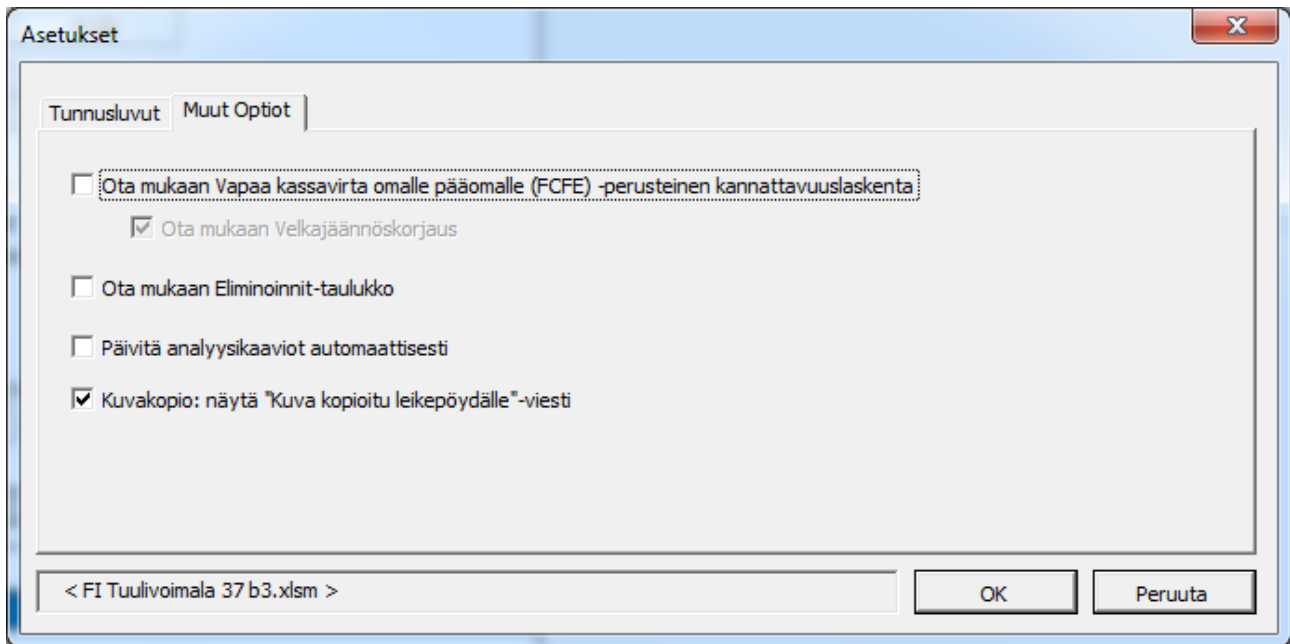 Asetukset
Tunnusluvut
Muut Optiot
Ota mukaan Vapaa kassavirta omalle pääomalle (FCFE) -perusteinen kannattavuuslaskenta
Ota mukaan Velkajäännöskorjaus
Ota mukaan Eliminoinnit-taulukko
Päivitä analyysikaaviot automaattisesti
Kuvakopio: näytä "Kuva kopioitu leikepöydälle"-viesti
< FI Tuulivoimala 37 b3.xlsm >
OK
Peruuta